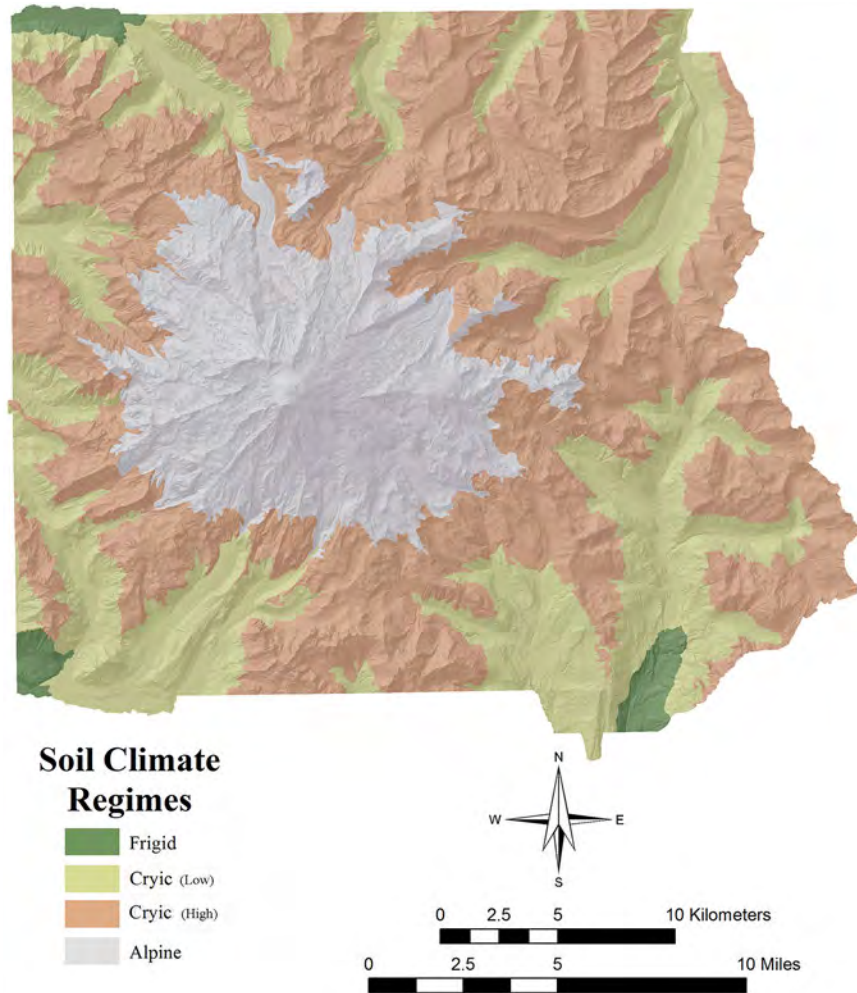 Soil Climate
Regimes
Frigid
Cryic (Low)
Cryic (High)
Alpine
N
W E
S
0 2.5 5 10 Kilometers
0 2.5 5 10 Miles